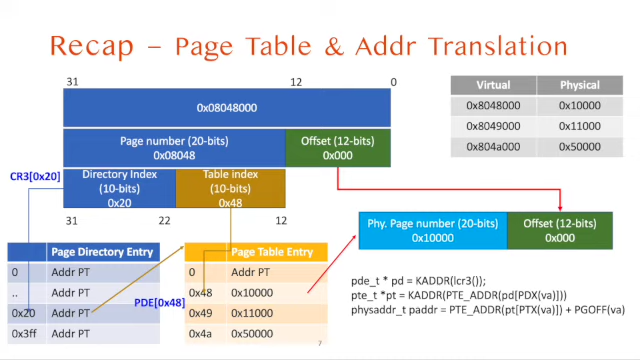 Recap – Page Table & Addr Translation
31 12 0
0x08048000
Page number (20-bits)
0x08048
Offset (12-bits)
0x000
CR3[0x20]
Directory Index
(10-bits)
0x20
Table index
(10-bits)
0x48
31 22 12
Virtual Physical
0x8048000 0x10000
0x8049000 0x11000
0x804a000 0x50000
Phy. Page number (20-bits)
0x10000
Offset (12-bits)
0x000
Page Directory Entry
0 Addr PT
.. Addr PT
0x20 Addr PT
0x3ff Addr PT
PDE[0x48]
Page Table Entry
0 Addr PT
0x48 0x10000
0x49 0x11000
0x4a 0x50000
pde_t * pd = KADDR(lcr3());
pte_t *pt = KADDR(PTE_ADDR(pd[PDX(va)]))
physaddr_t paddr = PTE_ADDR(pt[PTX(va)]) + PGOFF(va)
7